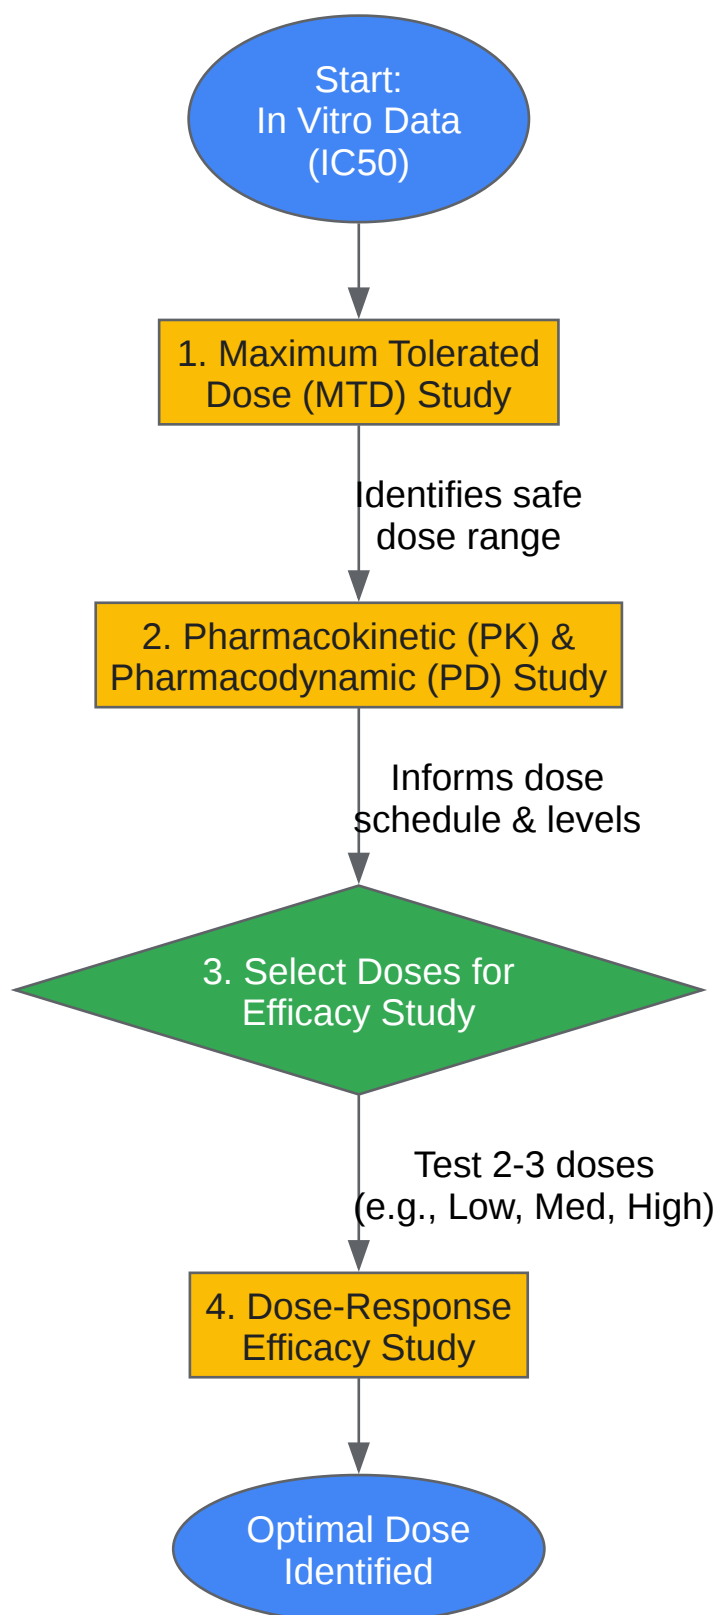 Start:
In Vitro Data
(IC50)
1. Maximum Tolerated
Dose (MTD) Study
Identifies safe
dose range
2. Pharmacokinetic (PK) &
Pharmacodynamic (PD) Study
Informs dose
schedule & levels
3. Select Doses for
Efficacy Study
Test 2-3 doses
(e.g., Low, Med, High)
4. Dose-Response
Efficacy Study
Optimal Dose
Identified